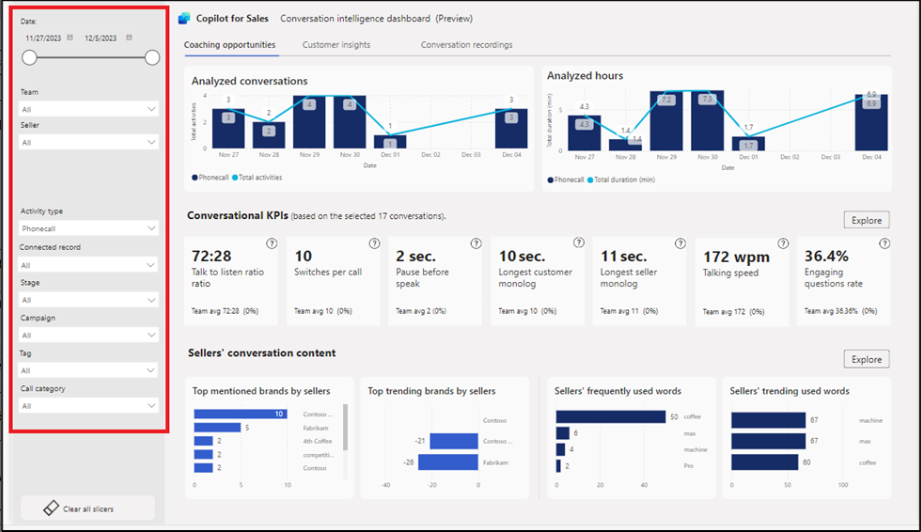 Date:
11/27/2023 12/5/2023
Team
All
Seller
All
Activity type
Phonecall
Connected record
All
Stage
All
Campaign
All
Tag
All
Call category
All
Clear all slicers
Copilot for Sales Conversation intelligence dashboard (Preview)
Coaching opportunities Customer insights Conversation recordings
Analyzed conversations
Total activities
4
2
0
3 2 1 3
3 2 4 4 1 3
Nov 27 Nov 28 Nov 29 Nov 30 Dec 01 Dec 02 Dec 03 Dec 04
Date
Phonecall Total activities
Analyzed hours
Total duration (min)
5
0
4.3 1.4 1.7 6.9
4.3 1.4 7.2 7.3 1.7 6.9
Nov 27 Nov 28 Nov 29 Nov 30 Dec 01 Dec 02 Dec 03 Dec 04
Date
Phonecall Total duration (min)
Conversational KPIs (based on the selected 17 conversations).
Explore
72:28
Talk to listen ratio
ratio
Team avg 72:28 (0%)
10
Switches per call
Team avg 10 (0%)
2 sec.
Pause before
speak
Team avg 2 (0%)
10 sec.
Longest customer
monolog
Team avg 10 (0%)
11 sec.
Longest seller
monolog
Team avg 11 (0%)
172 wpm
Talking speed
Team avg 172 (0%)
36.4%
Engaging
questions rate
Team avg 36.36% (0%)
Sellers' conversation content
Explore
Top mentioned brands by sellers
10 Contoso ...
5 Fabrikam
2 4th Coffee
2 competiti...
2 Contoso
0 5 10
Top trending brands by sellers
Contoso
-21 Contoso ...
-26 Fabrikam
-40 -20 0
Sellers' frequently used words
50 coffee
6 max
4 machine
2 Pro
0 20 40
Sellers' trending used words
67 machine
67 max
60 coffee
0 50 100